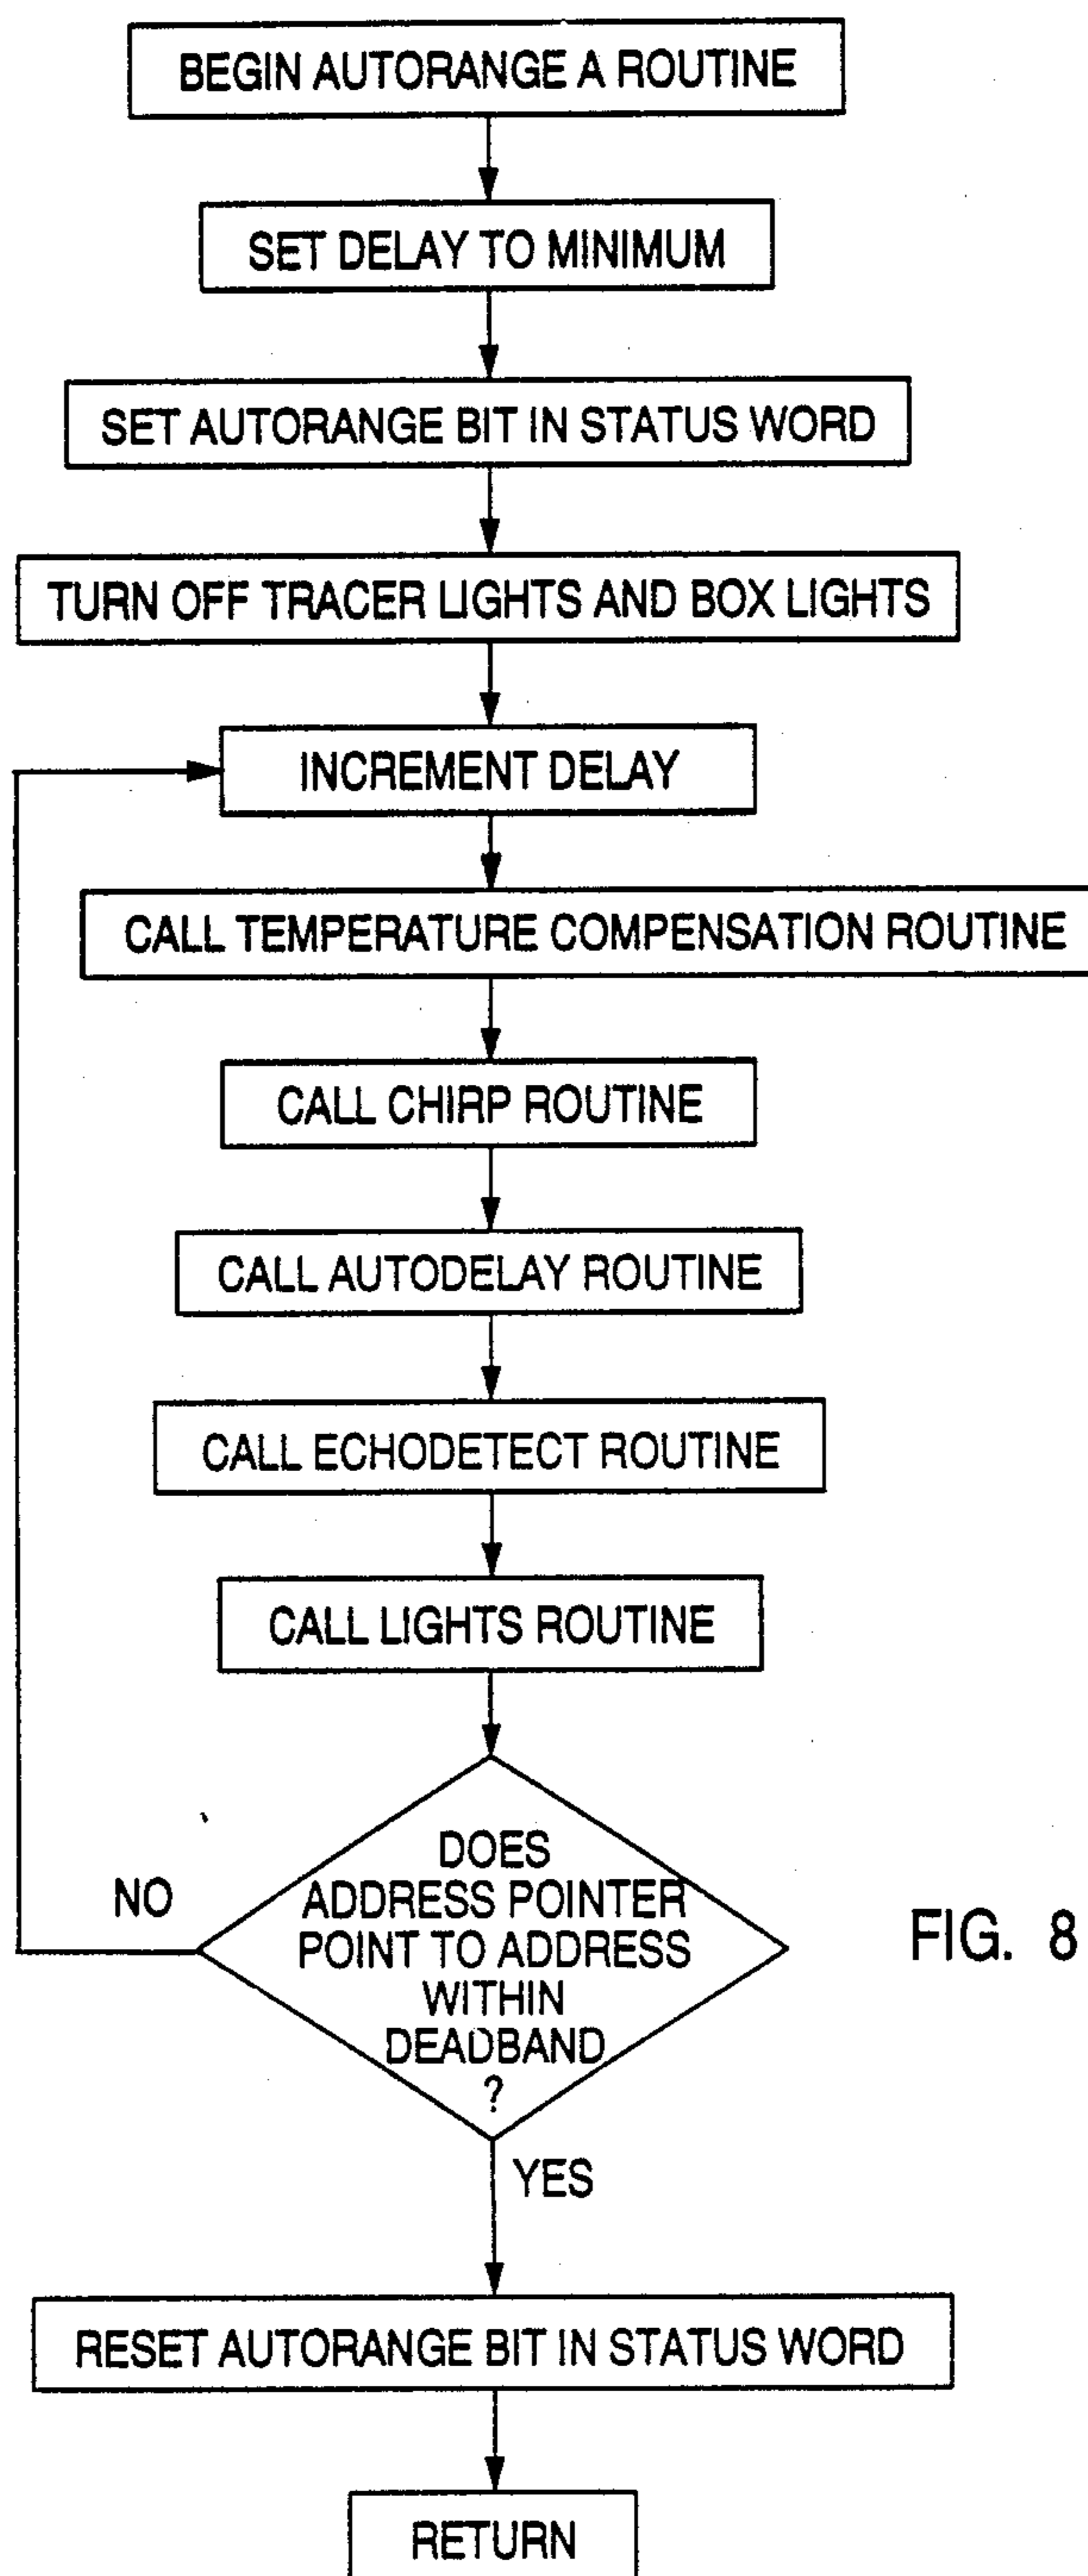 BEGIN AUTORANGE A ROUTINE
SET DELAY TO MINIMUM
SET AUTORANGE BIT IN STATUS WORD
TURN OFF TRACER LIGHTS AND BOX LIGHTS
INCREMENT DELAY
CALL TEMPERATURE COMPENSATION ROUTINE
CALL CHIRP ROUTINE
CALL AUTODELAY ROUTINE
CALL ECHODETECT ROUTINE
CALL LIGHTS ROUTINE
DOES
ADDRESS POINTER
POINT TO ADDRESS
WITHIN
DEADBAND
?
NO
FIG. 8
YES
RESET AUTORANGE BIT IN STATUS WORD
RETURN